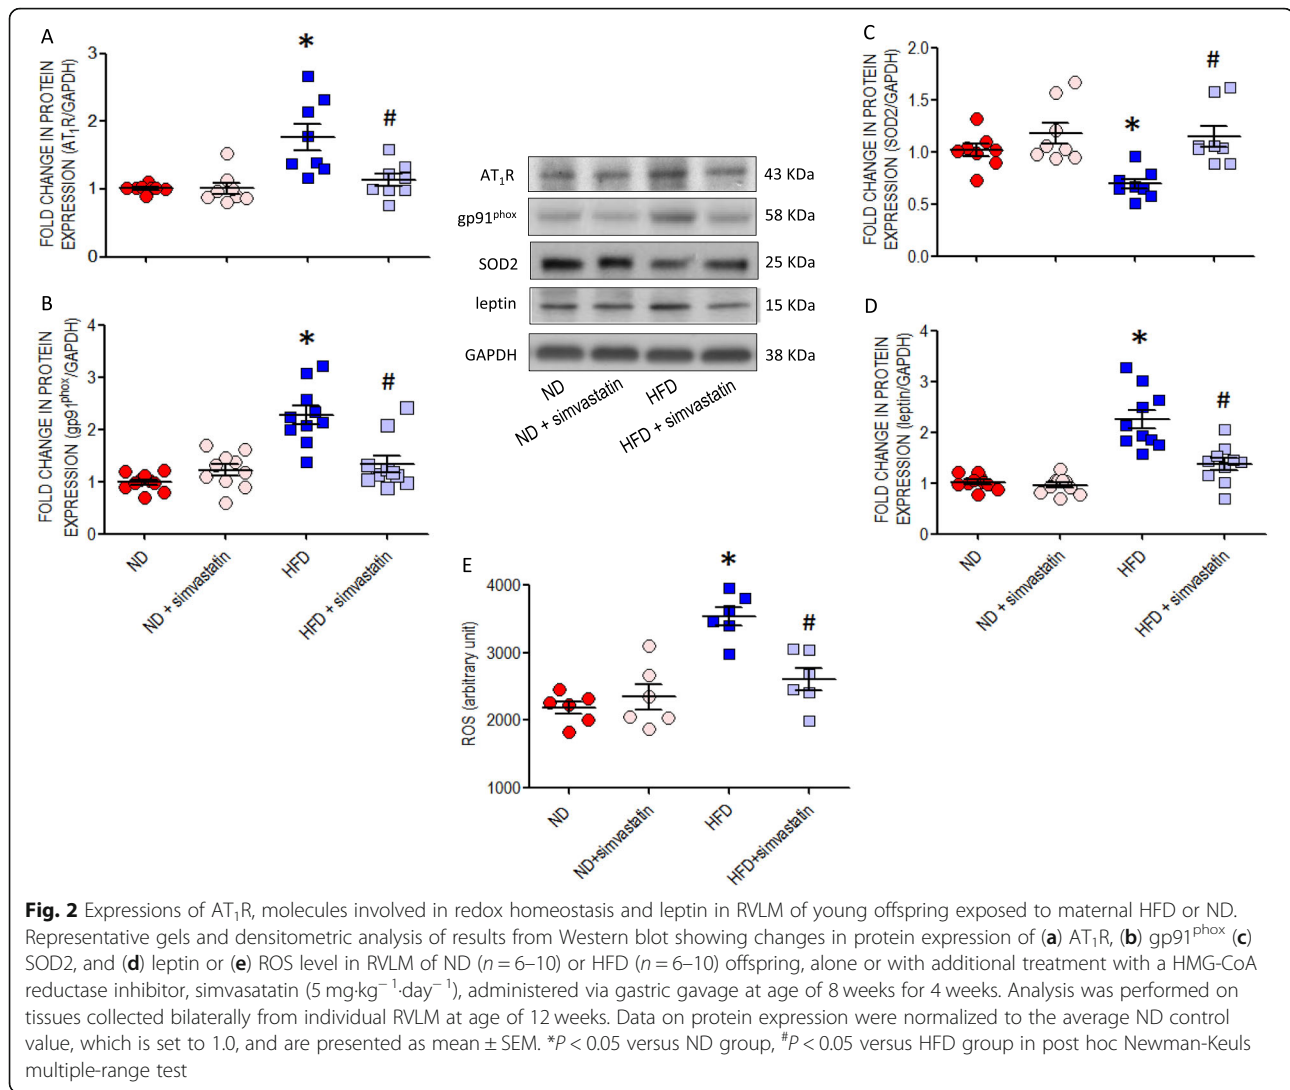 A
FOLD CHANGE IN PROTEIN
EXPRESSION (AT₁R/GAPDH)
3
2
1
0
*
#
AT₁R
43 KDa
gp91ᵖʰᵒˣ
58 KDa
SOD2
25 KDa
leptin
15 KDa
GAPDH
38 KDa
ND
ND + simvastatin
HFD
HFD + simvastatin
C
FOLD CHANGE IN PROTEIN
EXPRESSION (SOD2/GAPDH)
2.0
1.5
1.0
0.5
0.0
*
#
B
FOLD CHANGE IN PROTEIN
EXPRESSION (gp91ᵖʰᵒˣ/GAPDH)
4
3
2
1
0
*
#
ND
ND + simvastatin
HFD
HFD + simvastatin
D
FOLD CHANGE IN PROTEIN
EXPRESSION (leptin/GAPDH)
4
3
2
1
0
*
#
ND
ND + simvastatin
HFD
HFD + simvastatin
E
ROS (arbitrary unit)
4000
3000
2000
1000
*
#
ND
ND+simvastatin
HFD
HFD+simvastatin
Fig. 2 Expressions of AT₁R, molecules involved in redox homeostasis and leptin in RVLM of young offspring exposed to maternal HFD or ND.
Representative gels and densitometric analysis of results from Western blot showing changes in protein expression of (a) AT₁R, (b) gp91ᵖʰᵒˣ (c)
SOD2, and (d) leptin or (e) ROS level in RVLM of ND (n = 6–10) or HFD (n = 6–10) offspring, alone or with additional treatment with a HMG-CoA
reductase inhibitor, simvasatatin (5 mg·kg⁻¹·day⁻¹), administered via gastric gavage at age of 8 weeks for 4 weeks. Analysis was performed on
tissues collected bilaterally from individual RVLM at age of 12 weeks. Data on protein expression were normalized to the average ND control
value, which is set to 1.0, and are presented as mean ± SEM. *P < 0.05 versus ND group, #P < 0.05 versus HFD group in post hoc Newman-Keuls
multiple-range test